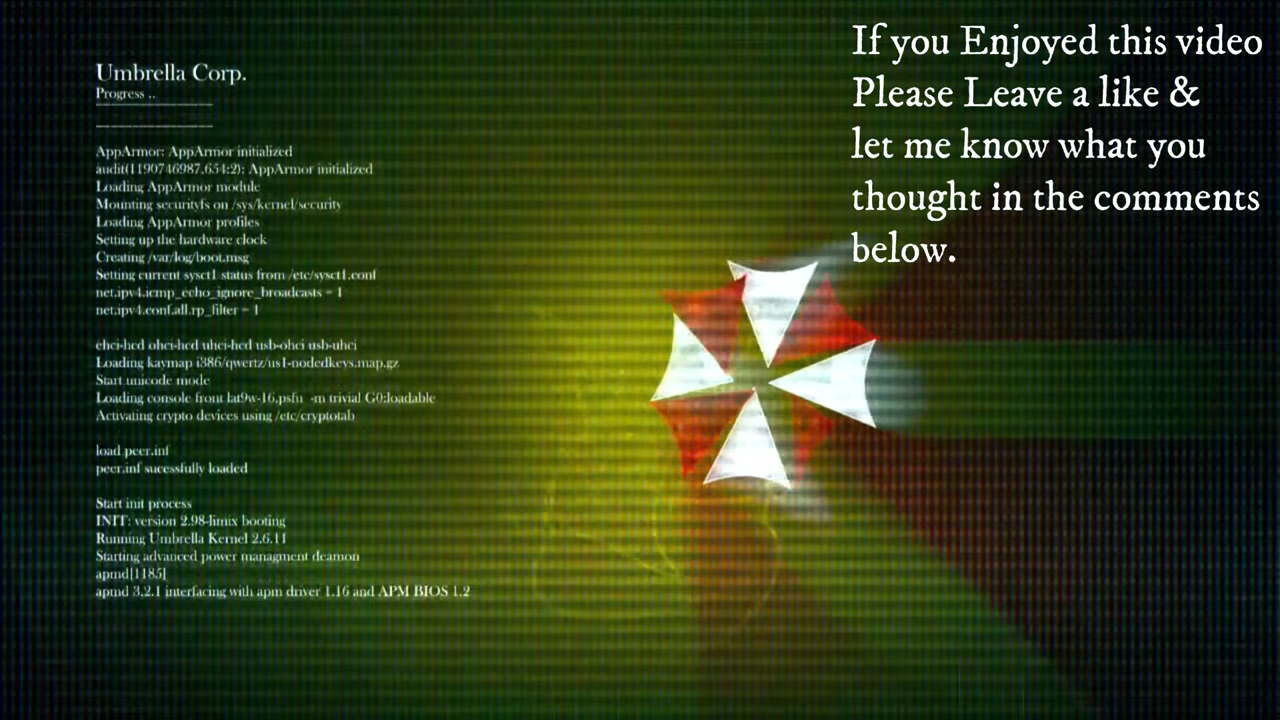 Umbrella Corp.
Progress ..
AppArmor: AppArmor initialized
audit(1190746987.654:2): AppArmor initialized
Loading AppArmor module
Mounting securityfs on /sys/kernel/security
Loading AppArmor profiles
Setting up the hardware clock
Creating /var/log/boot.msg
Setting current sysct1 status from /etc/sysct1.conf
net.ipv4.icmp_echo_ignore_broadcasts = 1
net.ipv4.conf.all.rp_filter = 1
ehci-hcd ohci-hcd uhci-hcd usb-ohci usb-uhci
Loading kaymap i386/qwertz/us1-nodedkeys.map.gz
Start unicode mode
Loading console front lat9w-16.psfu -m trivial G0:loadable
Activating crypto devices using /etc/cryptotab
load peer.inf
peer.inf sucessfully loaded
Start init process
INIT: version 2.98-limix booting
Running Umbrella Kernel 2.6.11
Starting advanced power managment deamon
apmd[1185]
apmd 3.2.1 interfacing with apm driver 1.16 and APM BIOS 1.2
If you Enjoyed this video
Please Leave a like &
let me know what you
thought in the comments
below.